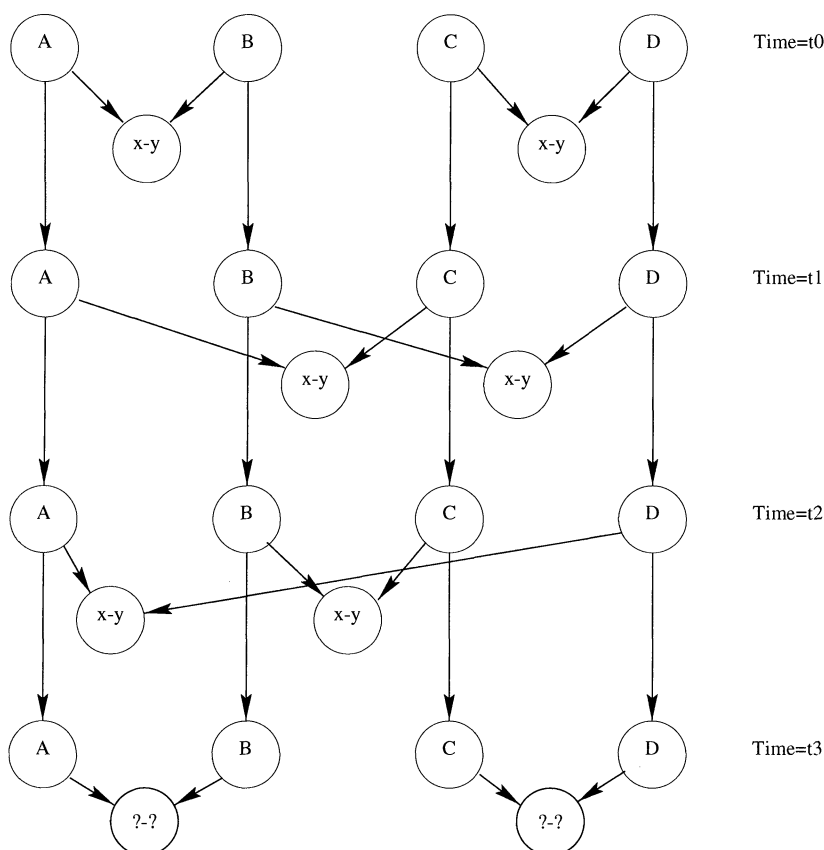 A B C D Time=t0
x-y x-y
A B C D Time=t1
x-y x-y
A B C D Time=t2
x-y x-y
A B C D Time=t3
?-? ?-?